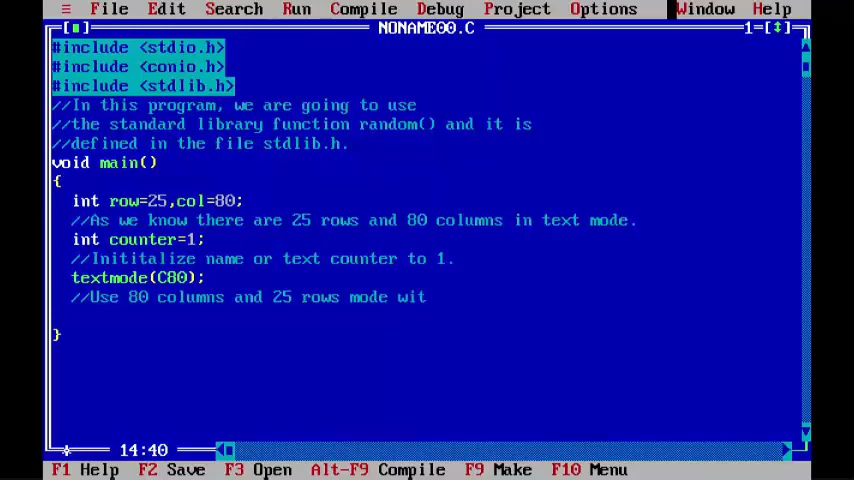 ≡ File Edit Search Run Compile Debug Project Options Window Help
[■] NONAME00.C 1=[↕]
#include <stdio.h>
#include <conio.h>
#include <stdlib.h>
//In this program, we are going to use
//the standard library function random() and it is
//defined in the file stdlib.h.
void main()
{
int row=25,col=80;
//As we know there are 25 rows and 80 columns in text mode.
int counter=1;
//Inititalize name or text counter to 1.
textmode(C80);
//Use 80 columns and 25 rows mode wit
}
14:40
F1 Help F2 Save F3 Open Alt-F9 Compile F9 Make F10 Menu